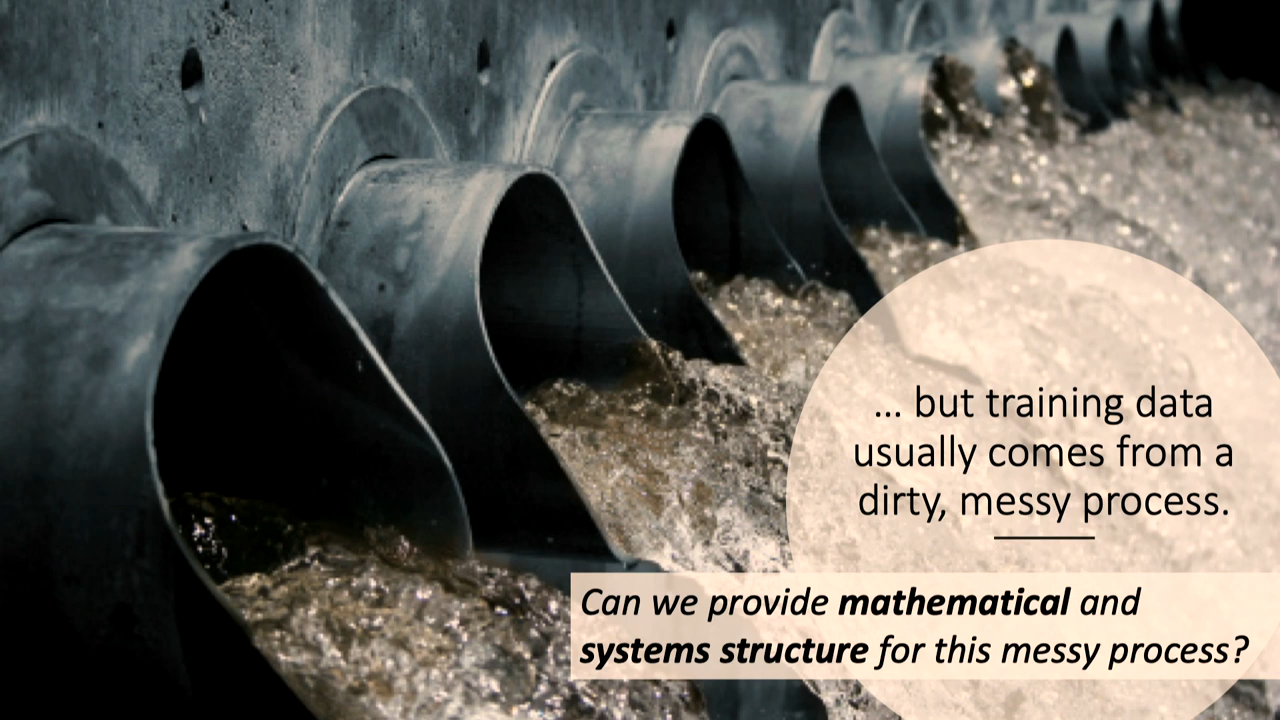 ... but training data
usually comes from a
dirty, messy process.
Can we provide mathematical and
systems structure for this messy process?